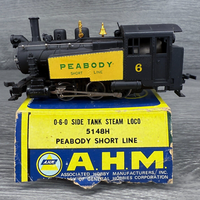 PEABODY
SHORT LINE
6
0-6-0 SIDE TANK STEAM LOCO
5148H
PEABODY SHORT LINE
AHM
AHM
ASSOCIATED HOBBY MANUFACTURERS, INC.